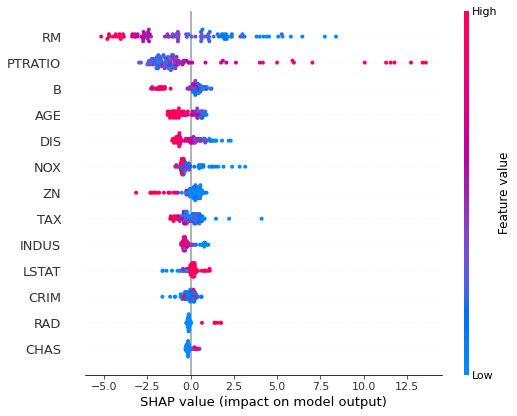 High
RM
PTRATIO
B
AGE
DIS
NOX
ZN
TAX
INDUS
LSTAT
CRIM
RAD
CHAS
Feature value
Low
−5.0 −2.5 0.0 2.5 5.0 7.5 10.0 12.5
SHAP value (impact on model output)